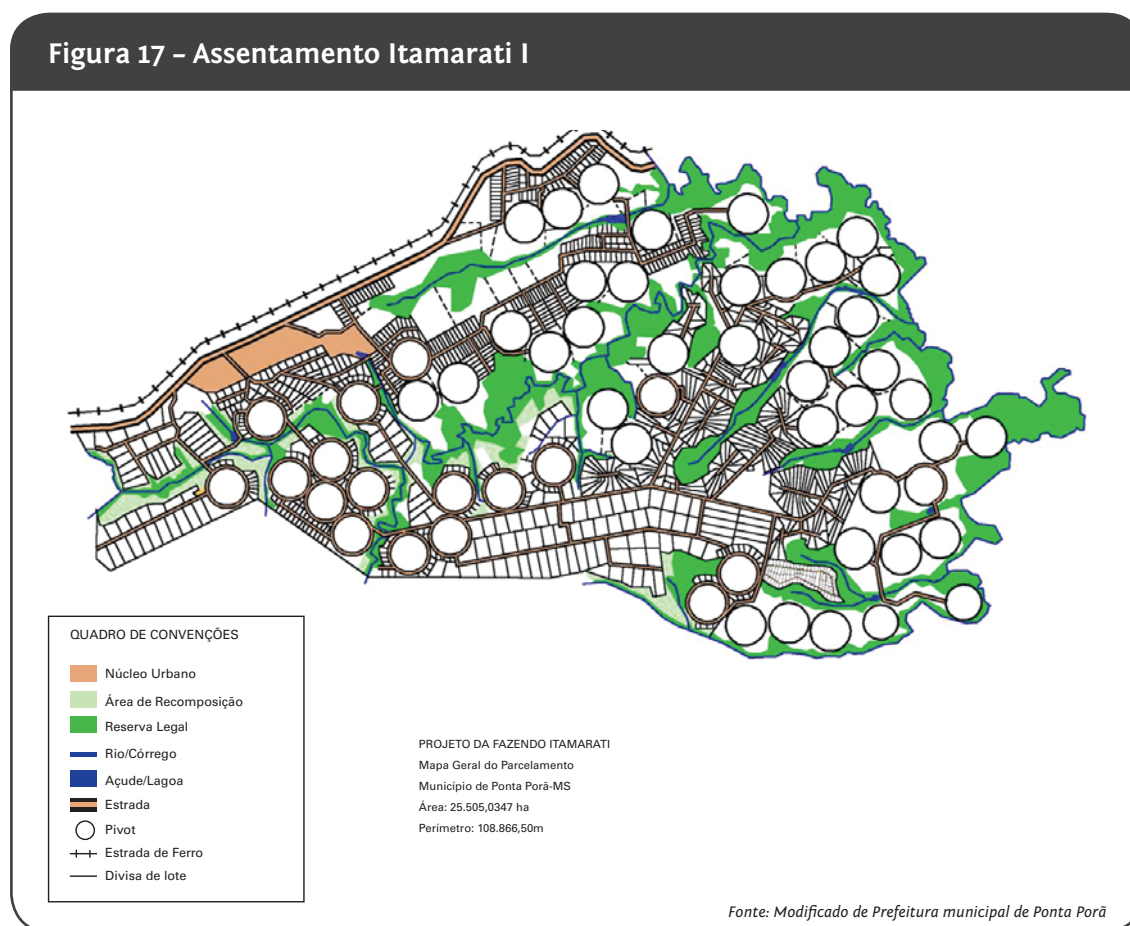 Figura 17 – Assentamento Itamarati I
QUADRO DE CONVENÇÕES
Núcleo Urbano
Área de Recomposição
Reserva Legal
Rio/Córrego
Açude/Lagoa
Estrada
Pivot
Estrada de Ferro
Divisa de lote
PROJETO DA FAZENDO ITAMARATI
Mapa Geral do Parcelamento
Município de Ponta Porã-MS
Área: 25.505,0347 ha
Perímetro: 108.866,50m
Fonte: Modificado de Prefeitura municipal de Ponta Porã